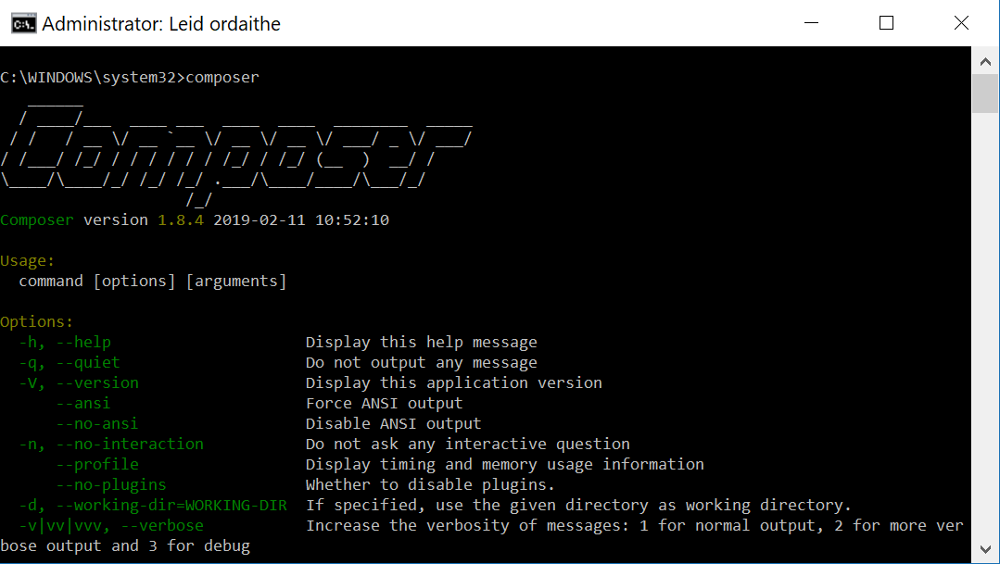 Administrator: Leid ordaithe
C:\WINDOWS\system32>composer
   ______
  / ____/___  ____ ___  ____  ____  ________  _____
 / /   / __ \/ __ `__ \/ __ \/ __ \/ ___/ _ \/ ___/
/ /___/ /_/ / / / / / / /_/ / /_/ (__  )  __/ /
\____/\____/_/ /_/ /_/ .___/\____/____/\___/_/
                    /_/
Composer version 1.8.4 2019-02-11 10:52:10
Usage:
  command [options] [arguments]
Options:
  -h, --help                     Display this help message
  -q, --quiet                    Do not output any message
  -V, --version                  Display this application version
      --ansi                     Force ANSI output
      --no-ansi                  Disable ANSI output
  -n, --no-interaction           Do not ask any interactive question
      --profile                  Display timing and memory usage information
      --no-plugins               Whether to disable plugins.
  -d, --working-dir=WORKING-DIR  If specified, use the given directory as working directory.
  -v|vv|vvv, --verbose           Increase the verbosity of messages: 1 for normal output, 2 for more ver
bose output and 3 for debug